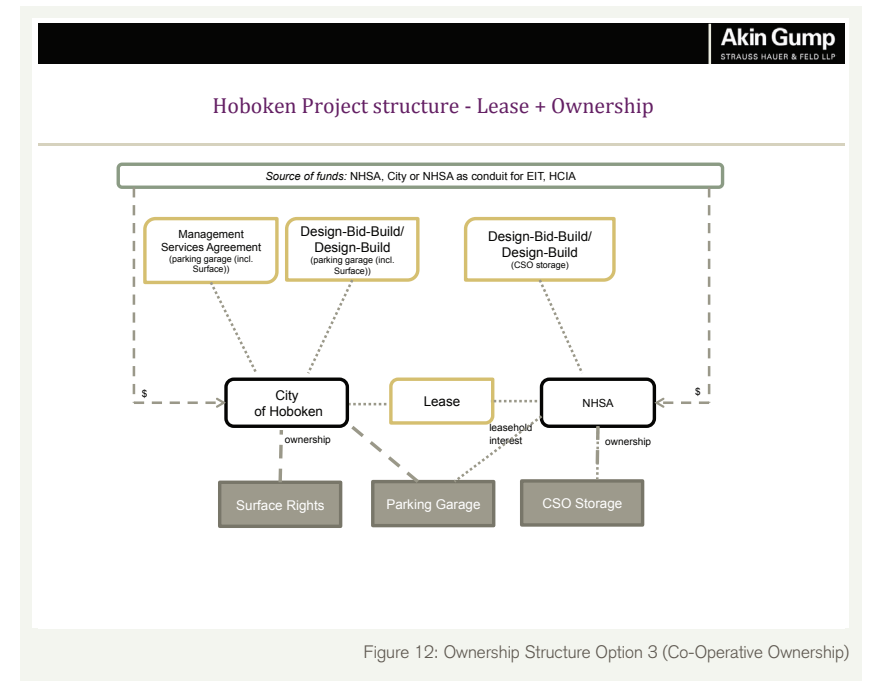 Akin Gump
STRAUSS HAUER & FELD LLP
Hoboken Project structure - Lease + Ownership
Source of funds: NHSA, City or NHSA as conduit for EIT, HCIA
Management
Services Agreement
(parking garage (incl.
Surface))
Design-Bid-Build/
Design-Build
(parking garage (incl.
Surface))
Design-Bid-Build/
Design-Build
(CSO storage)
$
City
of Hoboken
Lease
NHSA
$
ownership
leasehold
interest
ownership
Surface Rights
Parking Garage
CSO Storage
Figure 12: Ownership Structure Option 3 (Co-Operative Ownership)